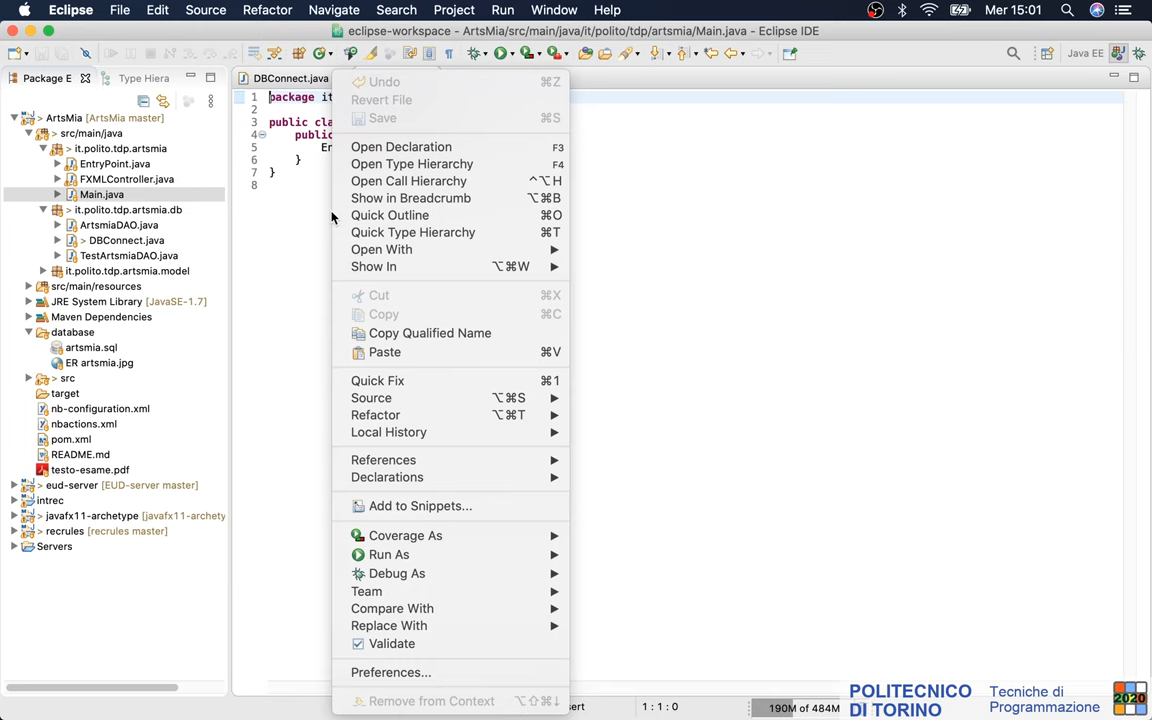 Eclipse File Edit Source Refactor Navigate Search Project Run Window Help Mer 15:01
eclipse-workspace - ArtsMia/src/main/java/it/polito/tdp/artsmia/Main.java - Eclipse IDE
Java EE
Package E Type Hiera
DBConnect.java
ArtsMia [ArtsMia master]
> src/main/java
> it.polito.tdp.artsmia
EntryPoint.java
FXMLController.java
Main.java
> it.polito.tdp.artsmia.db
ArtsmiaDAO.java
> DBConnect.java
TestArtsmiaDAO.java
it.polito.tdp.artsmia.model
src/main/resources
JRE System Library [JavaSE-1.7]
Maven Dependencies
database
artsmia.sql
ER artsmia.jpg
> src
target
nb-configuration.xml
nbactions.xml
pom.xml
README.md
testo-esame.pdf
> eud-server [EUD-server master]
intrec
> javafx11-archetype [javafx11-archety
> recrules [recrules master]
Servers
1 package it
2
3 public cla
4 public
5 En
6 }
7 }
8
Undo ⌘Z
Revert File
Save ⌘S
Open Declaration F3
Open Type Hierarchy F4
Open Call Hierarchy ^⌥H
Show in Breadcrumb ⌥⌘B
Quick Outline ⌘O
Quick Type Hierarchy ⌘T
Open With
Show In ⌥⌘W
Cut ⌘X
Copy ⌘C
Copy Qualified Name
Paste ⌘V
Quick Fix ⌘1
Source ⌥⌘S
Refactor ⌥⌘T
Local History
References
Declarations
Add to Snippets...
Coverage As
Run As
Debug As
Team
Compare With
Replace With
Validate
Preferences...
Remove from Context ⌥⇧⌘↓
sert 1 : 1 : 0 190M of 484M
POLITECNICO
DI TORINO
Tecniche di
Programmazione
2020